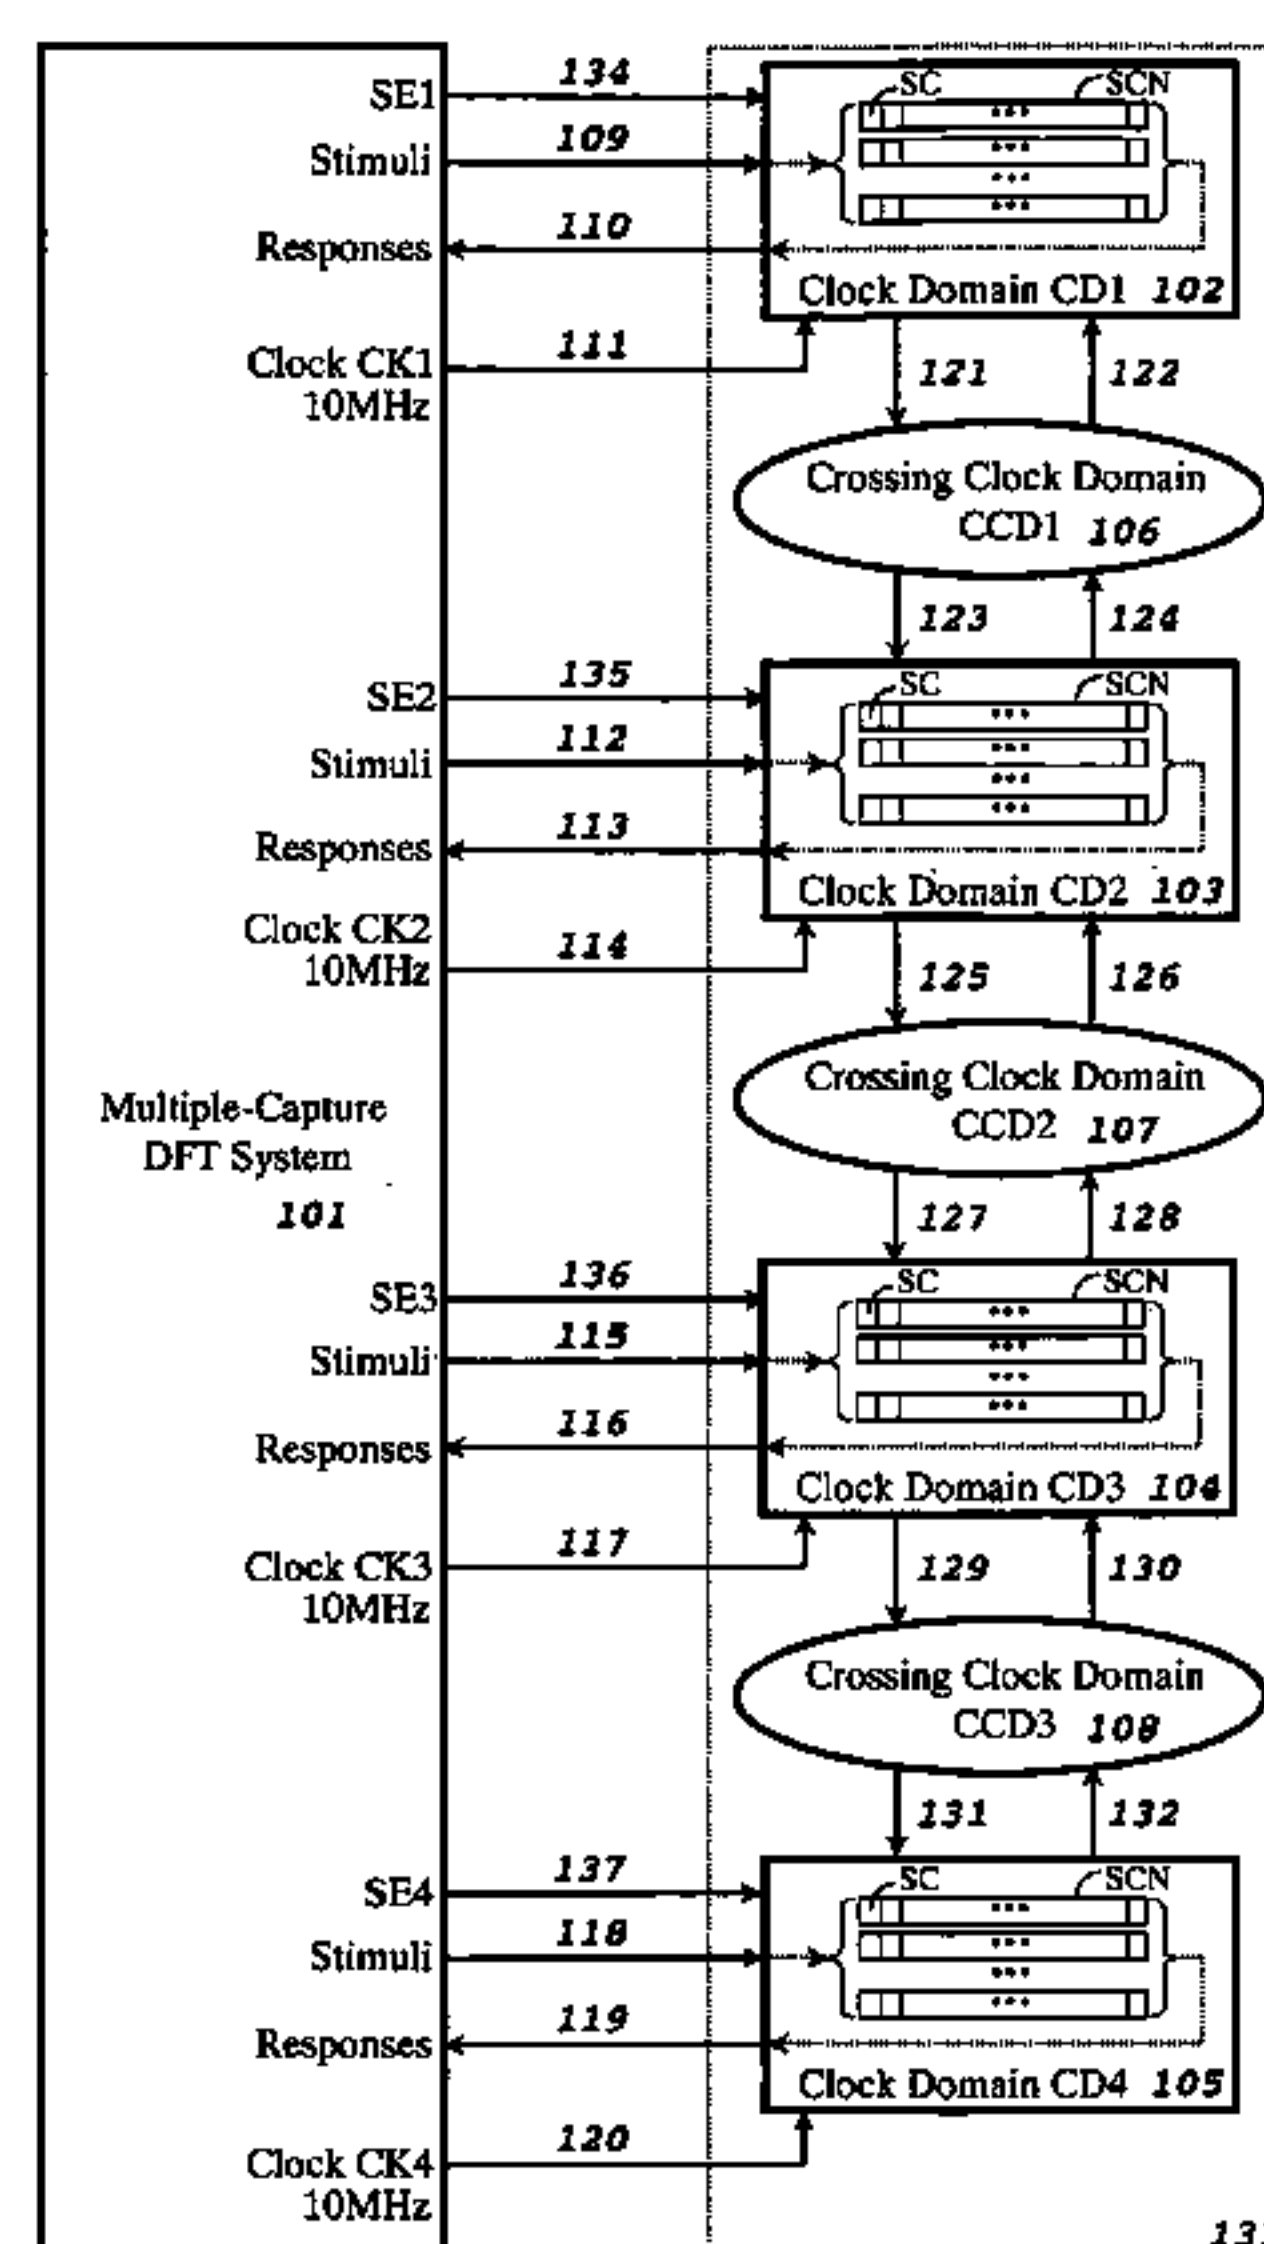 134
SE1
SC
SCN
109
Stimuli
110
Responses
Clock Domain CD1 102
111
Clock CK1
10MHz
121
122
Crossing Clock Domain
CCD1 106
123
124
135
SE2
SC
SCN
112
Stimuli
113
Responses
Clock Domain CD2 103
Clock CK2
10MHz
114
125
126
Crossing Clock Domain
CCD2 107
Multiple-Capture
DFT System
101
127
128
136
SE3
SC
SCN
115
Stimuli
116
Responses
Clock Domain CD3 104
117
Clock CK3
10MHz
129
130
Crossing Clock Domain
CCD3 108
131
132
137
SE4
SC
SCN
118
Stimuli
119
Responses
Clock Domain CD4 105
120
Clock CK4
10MHz